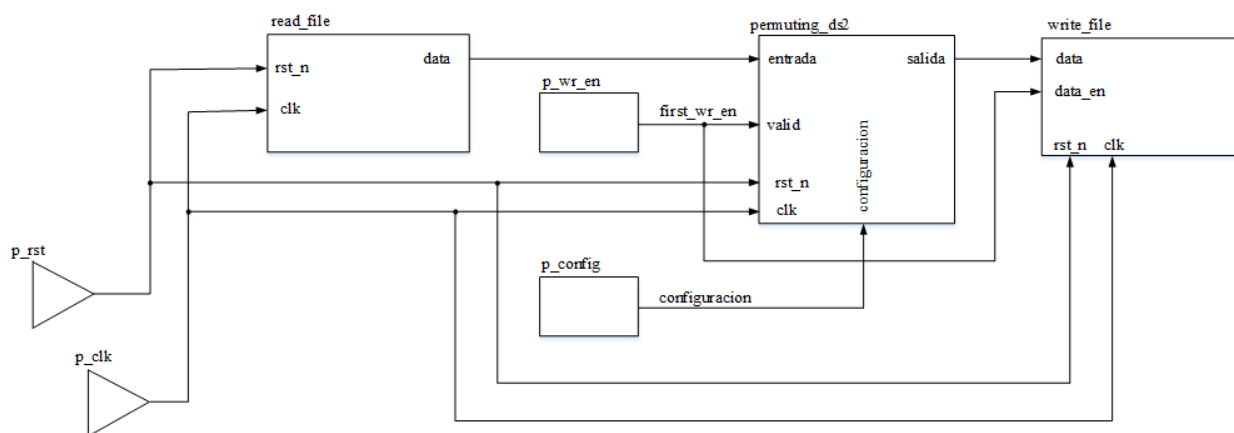 read_file
permuting_ds2
write_file
rst_n
data
clk
p_wr_en
first_wr_en
entrada
salida
valid
rst_n
clk
configuracion
data
data_en
rst_n
clk
p_rst
p_config
configuracion
p_clk